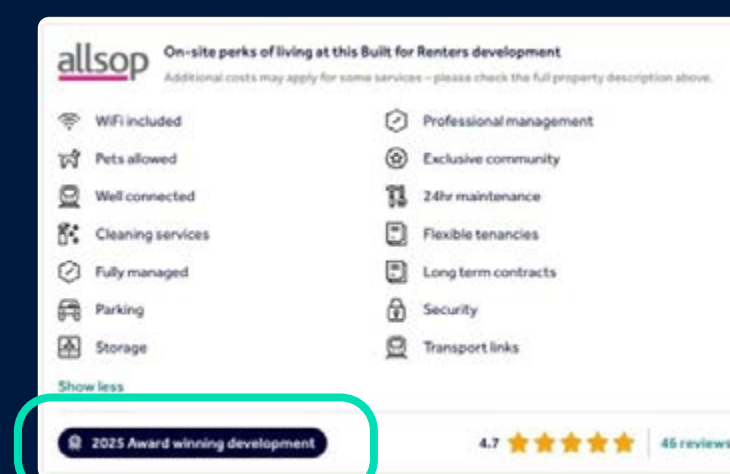 allsop
On-site perks of living at this Built for Renters development
Additional costs may apply for some services – please check the full property description above.
WiFi included
Pets allowed
Well connected
Cleaning services
Fully managed
Parking
Storage
Professional management
Exclusive community
24hr maintenance
Flexible tenancies
Long term contracts
Security
Transport links
Show less
2025 Award winning development
4.7
46 reviews